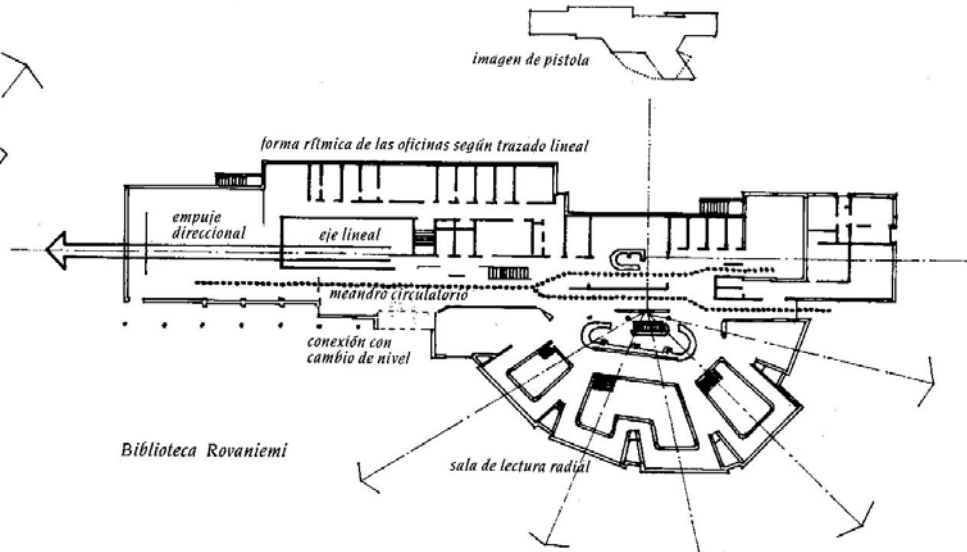 imagen de pistola
forma rítmica de las oficinas según trazado lineal
empuje
direccional
eje lineal
meandro circulatorio
conexión con
cambio de nivel
Biblioteca Rovaniemi
sala de lectura radial